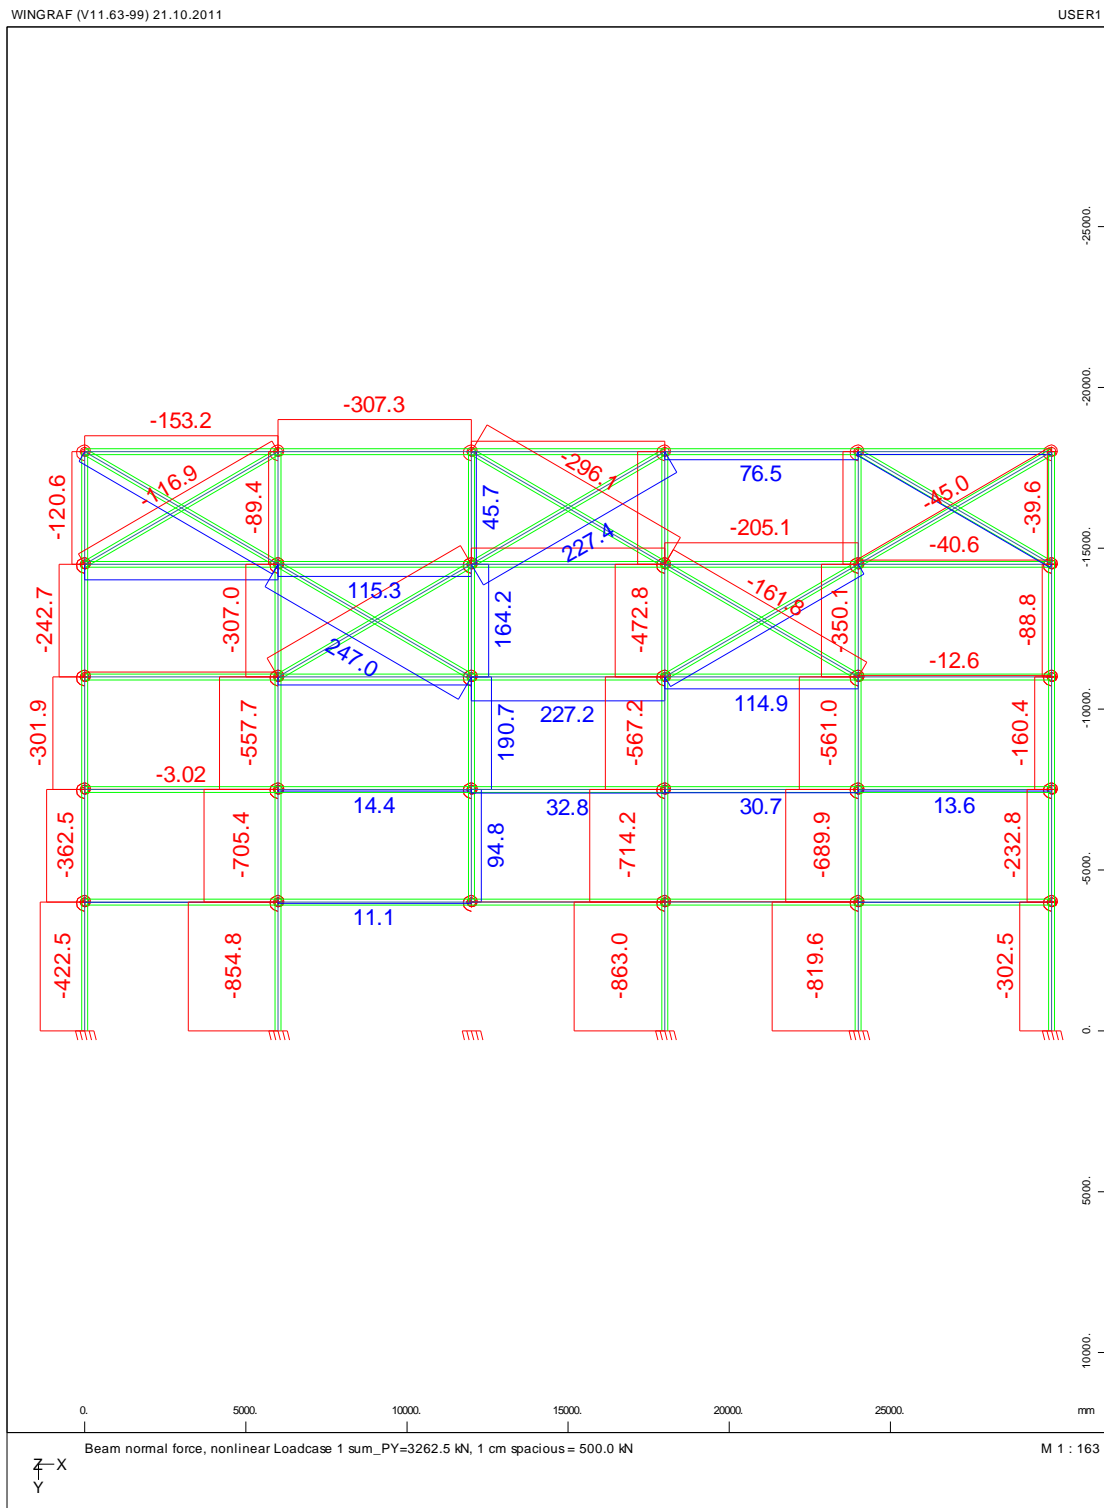 WINGRAF (V11.63-99) 21.10.2011 USER1
-25000.
-20000.
-307.3
-153.2
-120.6 -116.9 -89.4 45.7 -296.1 227.4 76.5 -45.0 -39.6
-15000.
-205.1 -40.6
-242.7 -307.0 115.3 247.0 164.2 -472.8 -161.8 -350.1 -88.8
-12.6
-10000.
-301.9 -557.7 190.7 227.2 -567.2 114.9 -561.0 -160.4
-3.02
14.4 32.8 30.7 13.6
-362.5 -705.4 94.8 -714.2 -689.9 -232.8
-5000.
11.1
-422.5 -854.8 -863.0 -819.6 -302.5
0.
5000.
10000.
0. 5000. 10000. 15000. 20000. 25000. mm
Beam normal force, nonlinear Loadcase 1 sum_PY=3262.5 kN, 1 cm spacious = 500.0 kN M 1 : 163
Z X
Y